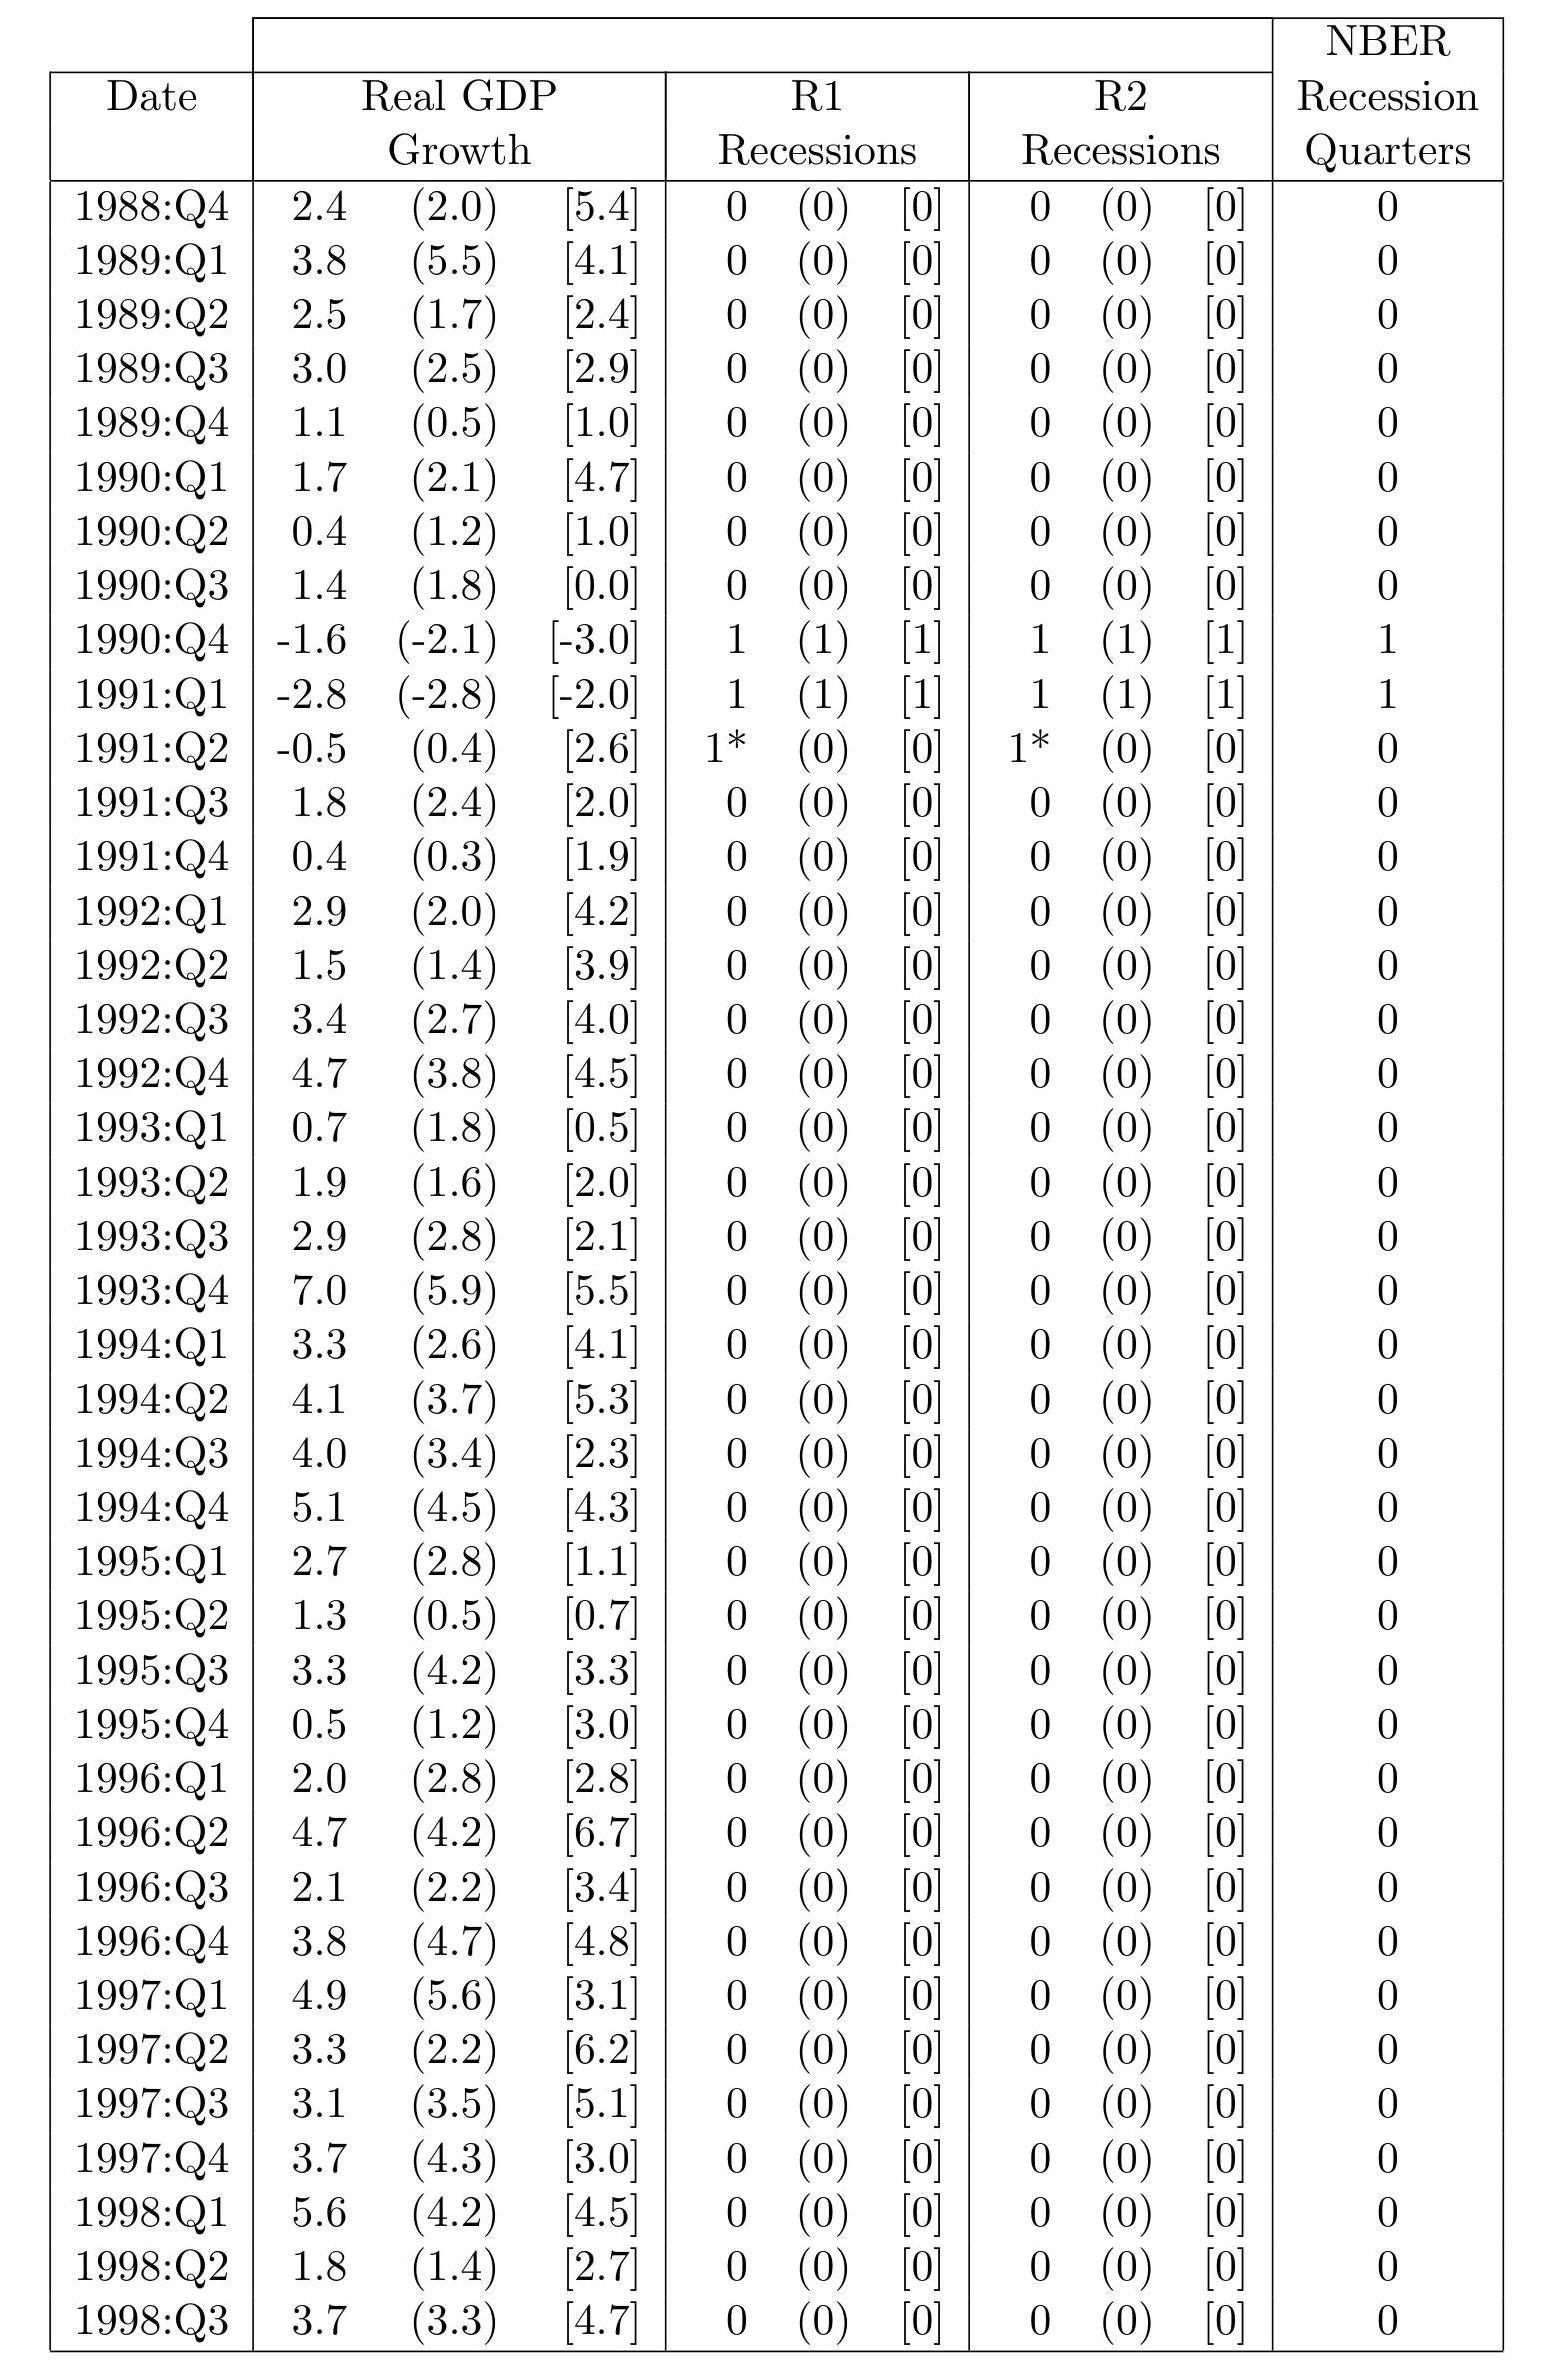 NBER
Date Real GDP R1 R2 Recession
Growth Recessions Recessions Quarters
1988:Q4 2.4 (2.0) [5.4] 0 (0) [0] 0 (0) [0] 0
1989:Q1 3.8 (5.5) [4.1] 0 (0) [0] 0 (0) [0] 0
1989:Q2 2.5 (1.7) [2.4] 0 (0) [0] 0 (0) [0] 0
1989:Q3 3.0 (2.5) [2.9] 0 (0) [0] 0 (0) [0] 0
1989:Q4 1.1 (0.5) [1.0] 0 (0) [0] 0 (0) [0] 0
1990:Q1 1.7 (2.1) [4.7] 0 (0) [0] 0 (0) [0] 0
1990:Q2 0.4 (1.2) [1.0] 0 (0) [0] 0 (0) [0] 0
1990:Q3 1.4 (1.8) [0.0] 0 (0) [0] 0 (0) [0] 0
1990:Q4 -1.6 (-2.1) [-3.0] 1 (1) [1] 1 (1) [1] 1
1991:Q1 -2.8 (-2.8) [-2.0] 1 (1) [1] 1 (1) [1] 1
1991:Q2 -0.5 (0.4) [2.6] 1* (0) [0] 1* (0) [0] 0
1991:Q3 1.8 (2.4) [2.0] 0 (0) [0] 0 (0) [0] 0
1991:Q4 0.4 (0.3) [1.9] 0 (0) [0] 0 (0) [0] 0
1992:Q1 2.9 (2.0) [4.2] 0 (0) [0] 0 (0) [0] 0
1992:Q2 1.5 (1.4) [3.9] 0 (0) [0] 0 (0) [0] 0
1992:Q3 3.4 (2.7) [4.0] 0 (0) [0] 0 (0) [0] 0
1992:Q4 4.7 (3.8) [4.5] 0 (0) [0] 0 (0) [0] 0
1993:Q1 0.7 (1.8) [0.5] 0 (0) [0] 0 (0) [0] 0
1993:Q2 1.9 (1.6) [2.0] 0 (0) [0] 0 (0) [0] 0
1993:Q3 2.9 (2.8) [2.1] 0 (0) [0] 0 (0) [0] 0
1993:Q4 7.0 (5.9) [5.5] 0 (0) [0] 0 (0) [0] 0
1994:Q1 3.3 (2.6) [4.1] 0 (0) [0] 0 (0) [0] 0
1994:Q2 4.1 (3.7) [5.3] 0 (0) [0] 0 (0) [0] 0
1994:Q3 4.0 (3.4) [2.3] 0 (0) [0] 0 (0) [0] 0
1994:Q4 5.1 (4.5) [4.3] 0 (0) [0] 0 (0) [0] 0
1995:Q1 2.7 (2.8) [1.1] 0 (0) [0] 0 (0) [0] 0
1995:Q2 1.3 (0.5) [0.7] 0 (0) [0] 0 (0) [0] 0
1995:Q3 3.3 (4.2) [3.3] 0 (0) [0] 0 (0) [0] 0
1995:Q4 0.5 (1.2) [3.0] 0 (0) [0] 0 (0) [0] 0
1996:Q1 2.0 (2.8) [2.8] 0 (0) [0] 0 (0) [0] 0
1996:Q2 4.7 (4.2) [6.7] 0 (0) [0] 0 (0) [0] 0
1996:Q3 2.1 (2.2) [3.4] 0 (0) [0] 0 (0) [0] 0
1996:Q4 3.8 (4.7) [4.8] 0 (0) [0] 0 (0) [0] 0
1997:Q1 4.9 (5.6) [3.1] 0 (0) [0] 0 (0) [0] 0
1997:Q2 3.3 (2.2) [6.2] 0 (0) [0] 0 (0) [0] 0
1997:Q3 3.1 (3.5) [5.1] 0 (0) [0] 0 (0) [0] 0
1997:Q4 3.7 (4.3) [3.0] 0 (0) [0] 0 (0) [0] 0
1998:Q1 5.6 (4.2) [4.5] 0 (0) [0] 0 (0) [0] 0
1998:Q2 1.8 (1.4) [2.7] 0 (0) [0] 0 (0) [0] 0
1998:Q3 3.7 (3.3) [4.7] 0 (0) [0] 0 (0) [0] 0